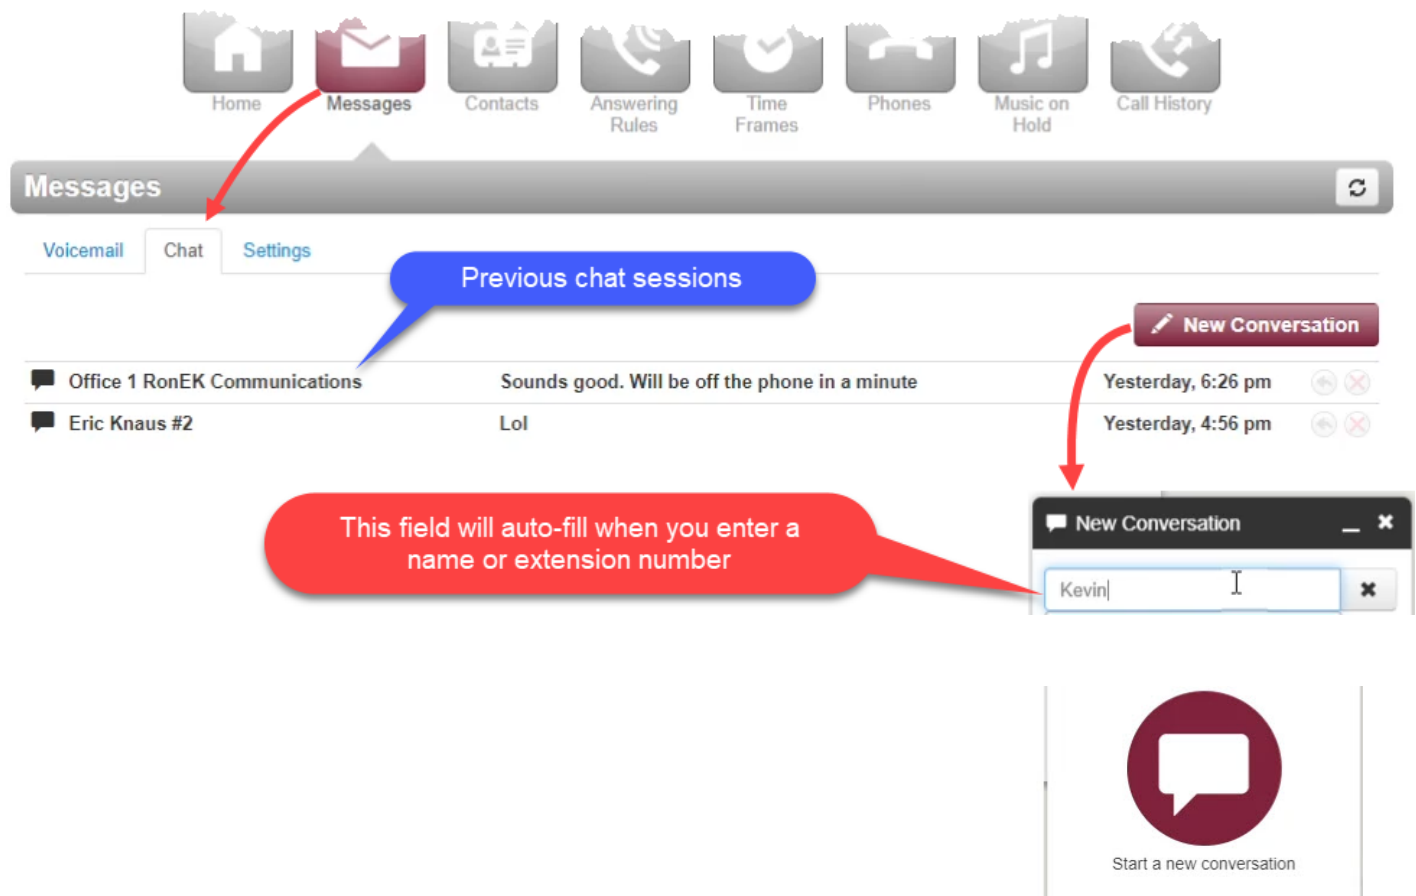 Home
Messages
Contacts
Answering
Rules
Time
Frames
Phones
Music on
Hold
Call History
Messages
Voicemail
Chat
Settings
Previous chat sessions
New Conversation
Office 1 RonEK Communications Sounds good. Will be off the phone in a minute Yesterday, 6:26 pm
Eric Knaus #2 Lol Yesterday, 4:56 pm
This field will auto-fill when you enter a
name or extension number
New Conversation
Kevin
Start a new conversation